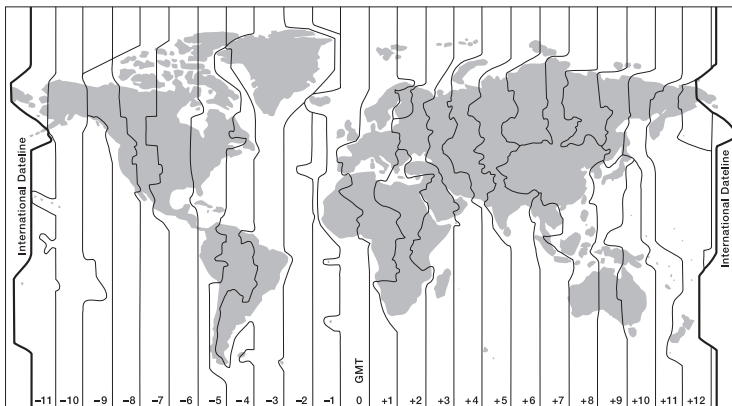 International Dateline
International Dateline
GMT
−11 −10 −9 −8 −7 −6 −5 −4 −3 −2 −1 0 +1 +2 +3 +4 +5 +6 +7 +8 +9 +10 +11 +12